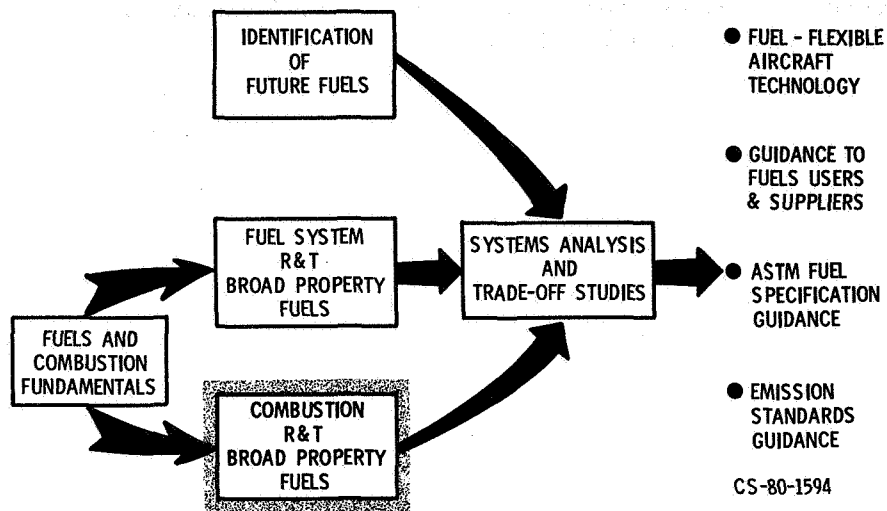 IDENTIFICATION
OF
FUTURE FUELS
FUEL SYSTEM
R&T
BROAD PROPERTY
FUELS
FUELS AND
COMBUSTION
FUNDAMENTALS
COMBUSTION
R&T
BROAD PROPERTY
FUELS
SYSTEMS ANALYSIS
AND
TRADE-OFF STUDIES
● FUEL - FLEXIBLE
AIRCRAFT
TECHNOLOGY
● GUIDANCE TO
FUELS USERS
& SUPPLIERS
● ASTM FUEL
SPECIFICATION
GUIDANCE
● EMISSION
STANDARDS
GUIDANCE
CS-80-1594